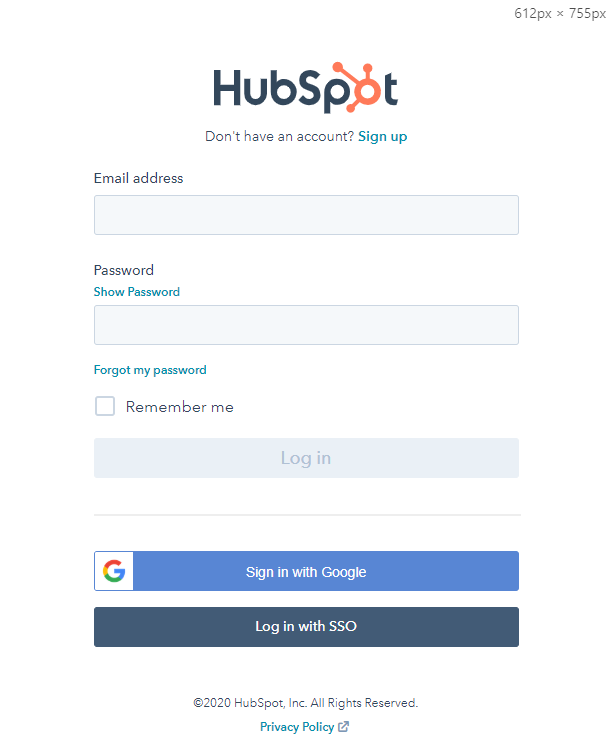 612px × 755px
HubSpot
Don't have an account? Sign up
Email address
Password
Show Password
Forgot my password
Remember me
Log in
Sign in with Google
Log in with SSO
©2020 HubSpot, Inc. All Rights Reserved.
Privacy Policy